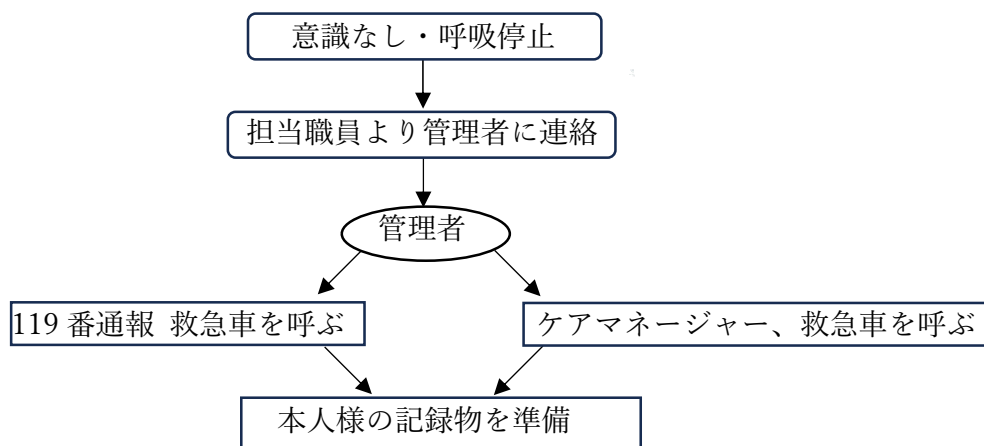 意識なし・呼吸停止
担当職員より管理者に連絡
管理者
119番通報 救急車を呼ぶ
ケアマネージャー、救急車を呼ぶ
本人様の記録物を準備